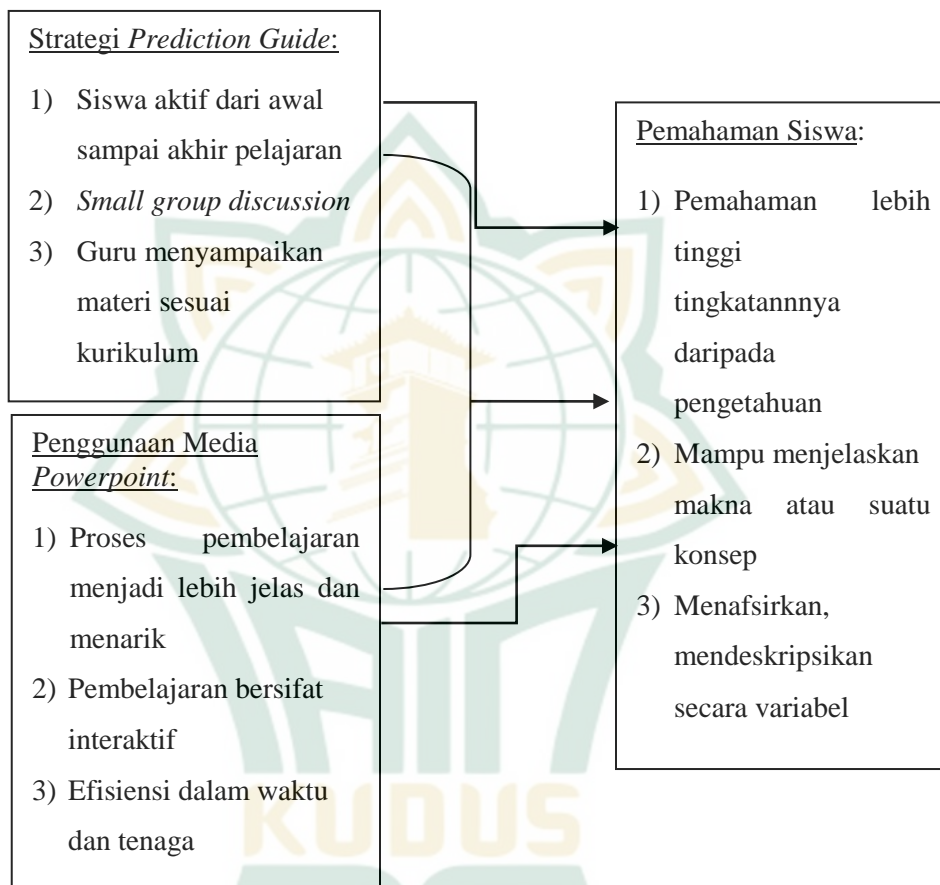 Strategi Prediction Guide:
1) Siswa aktif dari awal
sampai akhir pelajaran
2) Small group discussion
3) Guru menyampaikan
materi sesuai
kurikulum
Penggunaan Media
Powerpoint:
1) Proses pembelajaran
menjadi lebih jelas dan
menarik
2) Pembelajaran bersifat
interaktif
3) Efisiensi dalam waktu
dan tenaga
Pemahaman Siswa:
1) Pemahaman lebih
tinggi
tingkatannnya
daripada
pengetahuan
2) Mampu menjelaskan
makna atau suatu
konsep
3) Menafsirkan,
mendeskripsikan
secara variabel
IAIN
KUDUS